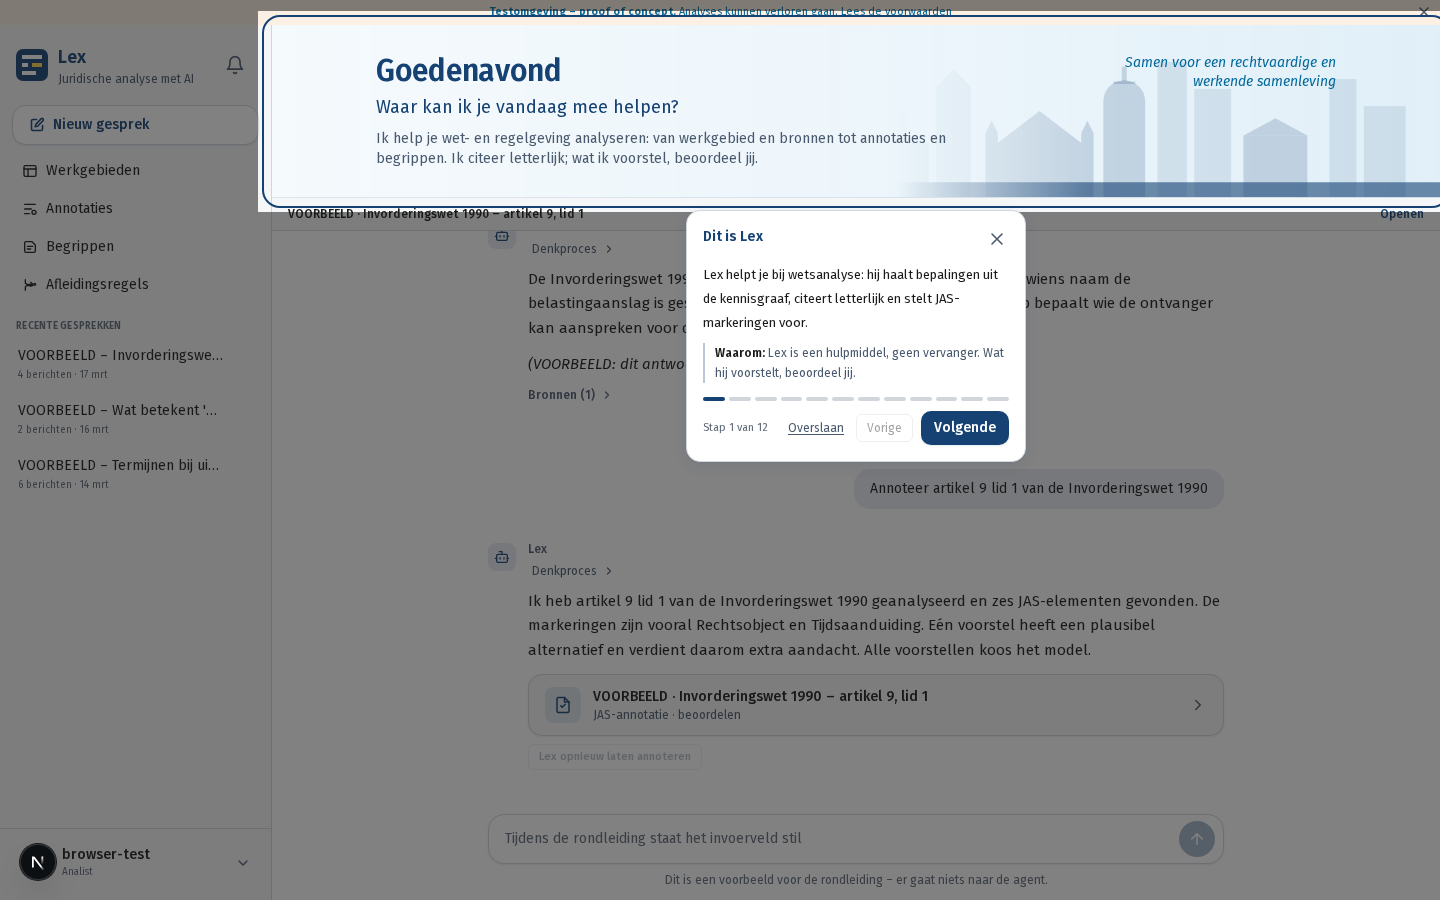 Testomgeving – proof of concept. Analyses kunnen verloren gaan. Lees de voorwaarden
Lex
Juridische analyse met AI
Nieuw gesprek
Werkgebieden
Annotaties
Begrippen
Afleidingsregels
RECENTE GESPREKKEN
VOORBEELD – Invorderingswe…
4 berichten · 17 mrt
VOORBEELD – Wat betekent '…
2 berichten · 16 mrt
VOORBEELD – Termijnen bij ui…
6 berichten · 14 mrt
browser-test
Analist
Goedenavond
Waar kan ik je vandaag mee helpen?
Ik help je wet- en regelgeving analyseren: van werkgebied en bronnen tot annotaties en
begrippen. Ik citeer letterlijk; wat ik voorstel, beoordeel jij.
Samen voor een rechtvaardige en
werkende samenleving
VOORBEELD · Invorderingswet 1990 – artikel 9, lid 1
Openen
Denkproces
De Invorderingswet 199 wiens naam de
belastingaanslag is ges bepaalt wie de ontvanger
kan aanspreken voor
(VOORBEELD: dit antwo
Bronnen (1)
Dit is Lex
Lex helpt je bij wetsanalyse: hij haalt bepalingen uit
de kennisgraaf, citeert letterlijk en stelt JAS-
markeringen voor.
Waarom: Lex is een hulpmiddel, geen vervanger. Wat
hij voorstelt, beoordeel jij.
Stap 1 van 12
Overslaan
Vorige
Volgende
Annoteer artikel 9 lid 1 van de Invorderingswet 1990
Lex
Denkproces
Ik heb artikel 9 lid 1 van de Invorderingswet 1990 geanalyseerd en zes JAS-elementen gevonden. De
markeringen zijn vooral Rechtsobject en Tijdsaanduiding. Eén voorstel heeft een plausibel
alternatief en verdient daarom extra aandacht. Alle voorstellen koos het model.
VOORBEELD · Invorderingswet 1990 – artikel 9, lid 1
JAS-annotatie · beoordelen
Lex opnieuw laten annoteren
Tijdens de rondleiding staat het invoerveld stil
Dit is een voorbeeld voor de rondleiding – er gaat niets naar de agent.